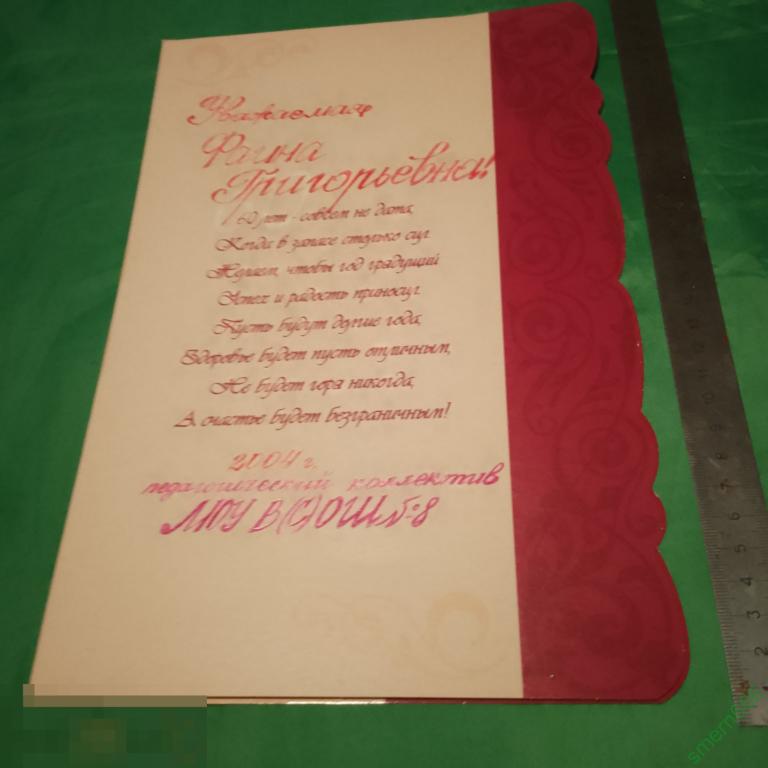 Уважаемая
Фаина
Григорьевна!
0 лет - совсем не дата,
Когда в запасе столько сил.
Желаем, чтобы год грядущий
Успех и радость приносил.
Пусть будут долгие года,
Здоровье будет пусть отличным,
Не будет горя никогда,
А счастье будет безграничным!
2004 г.
педагогический коллектив
МОУ В(С)ОШ №8